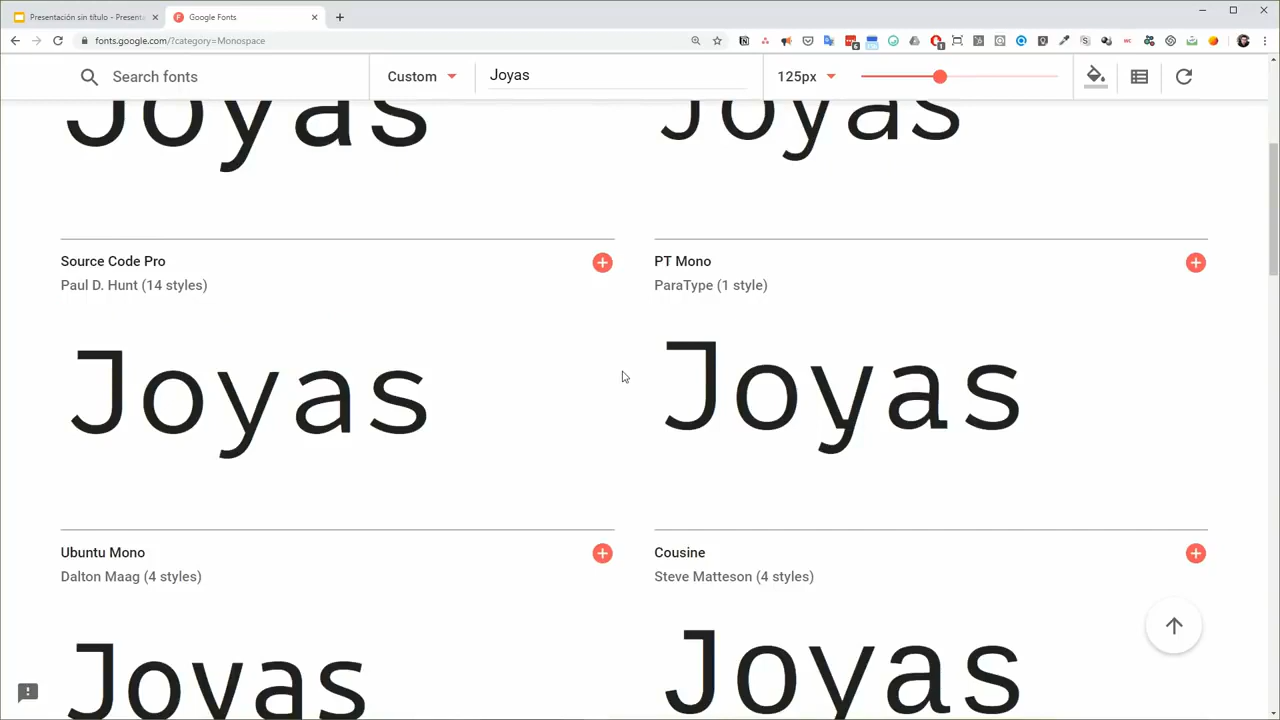 Presentación sin título - Presenta
Google Fonts
fonts.google.com/?category=Monospace
Search fonts
Custom
Joyas
125px
Joyas
Joyas
Source Code Pro
Paul D. Hunt (14 styles)
PT Mono
ParaType (1 style)
Joyas
Joyas
Ubuntu Mono
Dalton Maag (4 styles)
Cousine
Steve Matteson (4 styles)
Joyas
Joyas